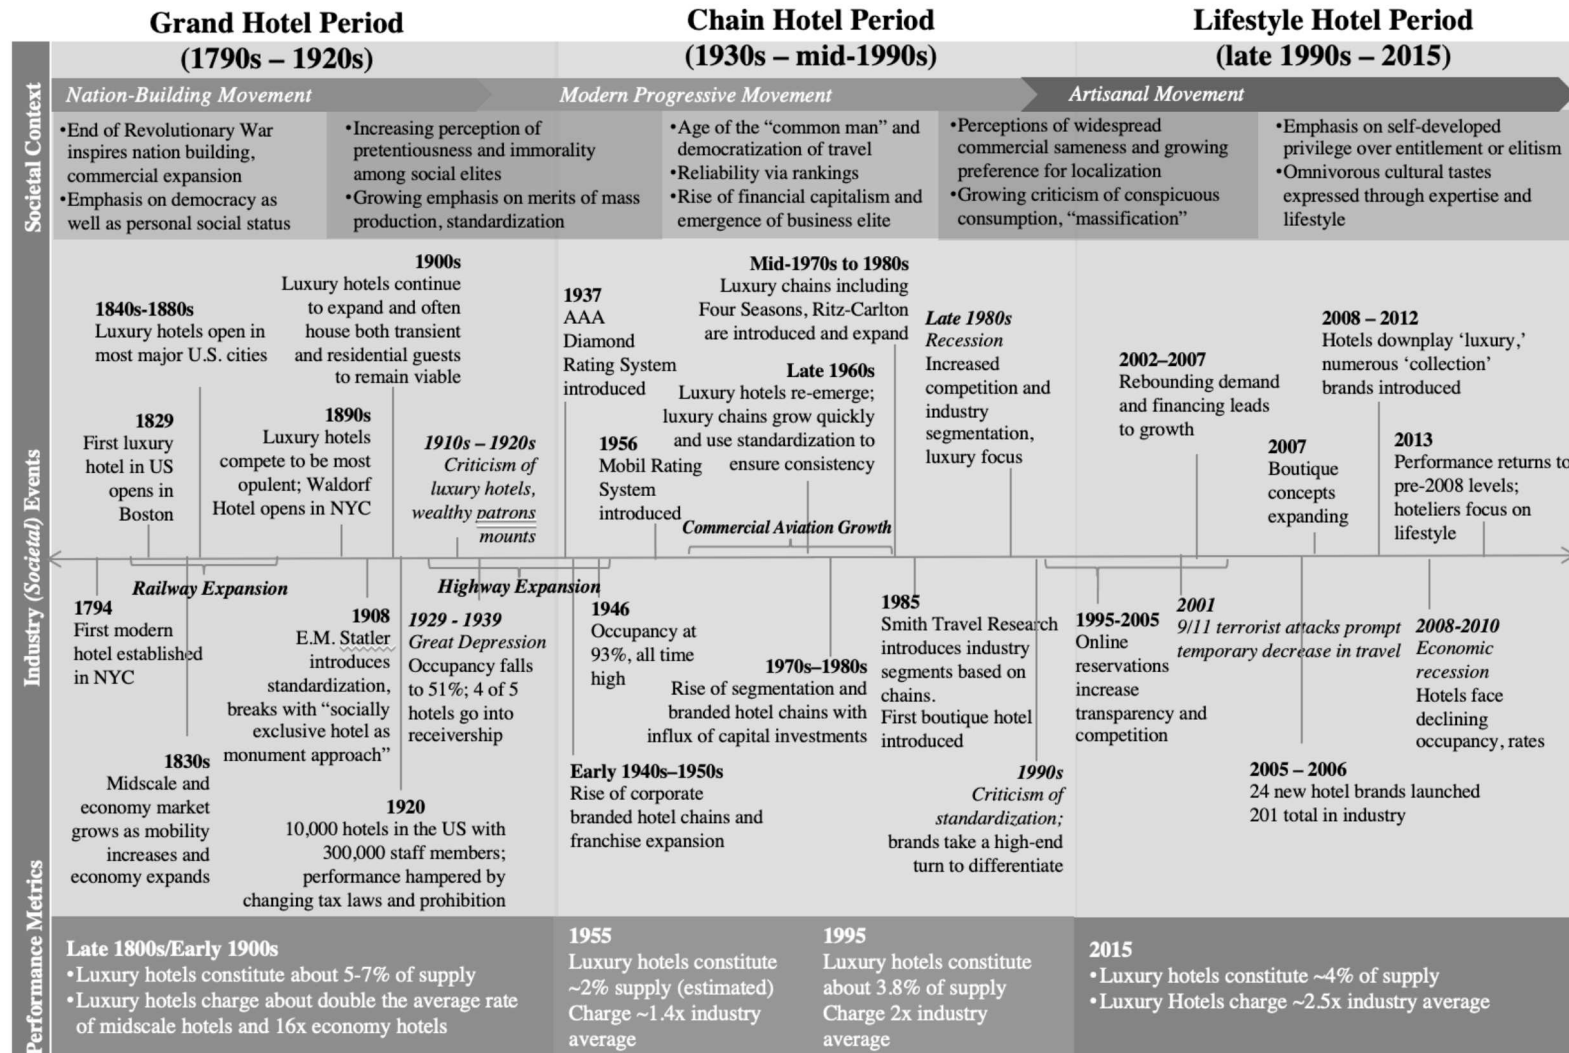 Grand Hotel Period
(1790s – 1920s)
Chain Hotel Period
(1930s – mid-1990s)
Lifestyle Hotel Period
(late 1990s – 2015)
Societal Context
Nation-Building Movement
Modern Progressive Movement
Artisanal Movement
•End of Revolutionary War
inspires nation building,
commercial expansion
•Emphasis on democracy as
well as personal social status
•Increasing perception of
pretentiousness and immorality
among social elites
•Growing emphasis on merits of mass
production, standardization
•Age of the “common man” and
democratization of travel
•Reliability via rankings
•Rise of financial capitalism and
emergence of business elite
•Perceptions of widespread
commercial sameness and growing
preference for localization
•Growing criticism of conspicuous
consumption, “massification”
•Emphasis on self-developed
privilege over entitlement or elitism
•Omnivorous cultural tastes
expressed through expertise and
lifestyle
Industry (Societal) Events
1840s-1880s
Luxury hotels open in
most major U.S. cities
1900s
Luxury hotels continue
to expand and often
house both transient
and residential guests
to remain viable
1829
First luxury
hotel in US
opens in
Boston
1890s
Luxury hotels
compete to be most
opulent; Waldorf
Hotel opens in NYC
1910s – 1920s
Criticism of
luxury hotels,
wealthy patrons
mounts
1937
AAA
Diamond
Rating System
introduced
1956
Mobil Rating
System
introduced
Mid-1970s to 1980s
Luxury chains including
Four Seasons, Ritz-Carlton
are introduced and expand
Late 1960s
Luxury hotels re-emerge;
luxury chains grow quickly
and use standardization to
ensure consistency
Commercial Aviation Growth
Late 1980s
Recession
Increased
competition and
industry
segmentation,
luxury focus
2002–2007
Rebounding demand
and financing leads
to growth
2007
Boutique
concepts
expanding
2008 – 2012
Hotels downplay ‘luxury,’
numerous ‘collection’
brands introduced
2013
Performance returns to
pre-2008 levels;
hoteliers focus on
lifestyle
Railway Expansion
Highway Expansion
1794
First modern
hotel established
in NYC
1830s
Midscale and
economy market
grows as mobility
increases and
economy expands
1908
E.M. Statler
introduces
standardization,
breaks with “socially
exclusive hotel as
monument approach”
1920
10,000 hotels in the US with
300,000 staff members;
performance hampered by
changing tax laws and prohibition
1929 - 1939
Great Depression
Occupancy falls
to 51%; 4 of 5
hotels go into
receivership
1946
Occupancy at
93%, all time
high
Early 1940s–1950s
Rise of corporate
branded hotel chains and
franchise expansion
1970s–1980s
Rise of segmentation and
branded hotel chains with
influx of capital investments
1985
Smith Travel Research
introduces industry
segments based on
chains.
First boutique hotel
introduced
1990s
Criticism of
standardization;
brands take a high-end
turn to differentiate
1995-2005
Online
reservations
increase
transparency and
competition
2001
9/11 terrorist attacks prompt
temporary decrease in travel
2005 – 2006
24 new hotel brands launched
201 total in industry
2008-2010
Economic
recession
Hotels face
declining
occupancy, rates
Performance Metrics
Late 1800s/Early 1900s
•Luxury hotels constitute about 5-7% of supply
•Luxury hotels charge about double the average rate
of midscale hotels and 16x economy hotels
1955
Luxury hotels constitute
~2% supply (estimated)
Charge ~1.4x industry
average
1995
Luxury hotels constitute
about 3.8% of supply
Charge 2x industry
average
2015
•Luxury hotels constitute ~4% of supply
•Luxury Hotels charge ~2.5x industry average